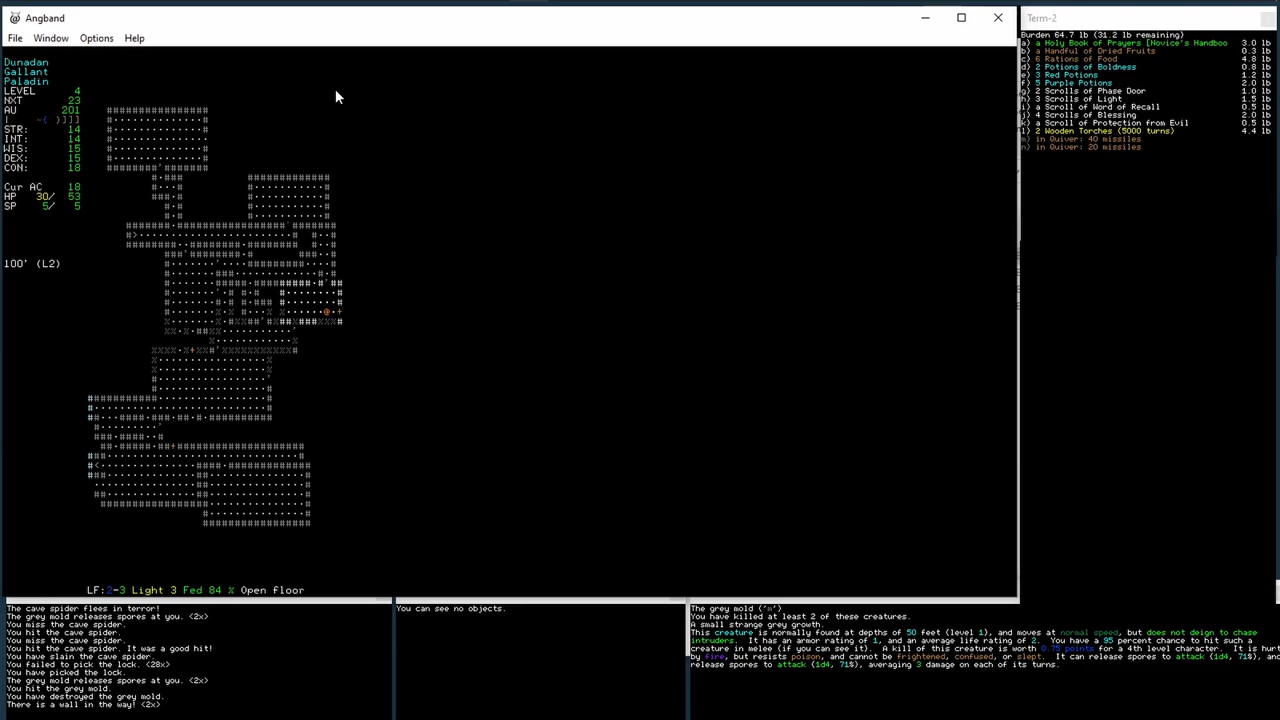 Angband
File Window Options Help
Dunadan
Gallant
Paladin
LEVEL 4
NXT 23
AU 201
STR: 14
INT: 14
WIS: 15
DEX: 15
CON: 18
Cur AC 18
HP 30/ 53
SP 5/ 5
100' (L2)
LF:2-3 Light 3 Fed 84 % Open floor
Term-2
Burden 64.7 lb (31.2 lb remaining)
a) a Holy Book of Prayers [Novice's Handboo 3.0 lb
b) a Handful of Dried Fruits 0.3 lb
c) 6 Rations of Food 4.8 lb
d) 2 Potions of Boldness 0.8 lb
e) 3 Red Potions 1.2 lb
f) 5 Purple Potions 2.0 lb
g) 2 Scrolls of Phase Door 1.0 lb
h) 3 Scrolls of Light 1.5 lb
i) a Scroll of Word of Recall 0.5 lb
j) 4 Scrolls of Blessing 2.0 lb
k) a Scroll of Protection from Evil 0.5 lb
l) 2 Wooden Torches (5000 turns) 4.4 lb
m) in Quiver: 40 missiles
n) in Quiver: 20 missiles
The cave spider flees in terror!
The grey mold releases spores at you. <2x>
You miss the cave spider.
You hit the cave spider.
You miss the cave spider.
You hit the cave spider. It was a good hit!
You have slain the cave spider.
You failed to pick the lock. <28x>
You have picked the lock.
The grey mold releases spores at you. <2x>
You hit the grey mold.
You have destroyed the grey mold.
There is a wall in the way! <2x>
You can see no objects.
The grey mold ('m')
You have killed at least 2 of these creatures.
A small strange grey growth.
This creature is normally found at depths of 50 feet (level 1), and moves at normal speed, but does not deign to chase
intruders. It has an armor rating of 1, and an average life rating of 2. You have a 95 percent chance to hit such a
creature in melee (if you can see it). A kill of this creature is worth 0.75 points for a 4th level character. It is hurt
by fire, but resists poison, and cannot be frightened, confused, or slept. It can release spores to attack (1d4, 71%), and
release spores to attack (1d4, 71%), averaging 3 damage on each of its turns.